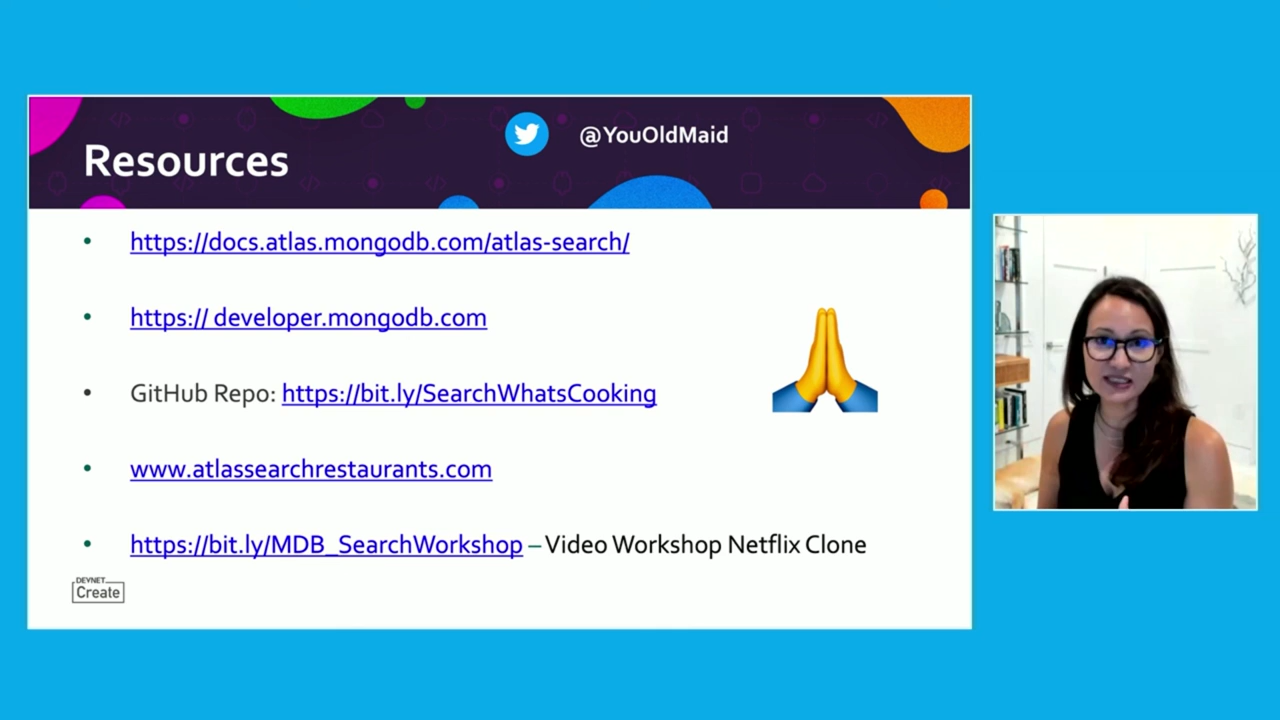 @YouOldMaid
Resources
https://docs.atlas.mongodb.com/atlas-search/
https:// developer.mongodb.com
GitHub Repo: https://bit.ly/SearchWhatsCooking
www.atlassearchrestaurants.com
https://bit.ly/MDB_SearchWorkshop – Video Workshop Netflix Clone
DEVNET
Create